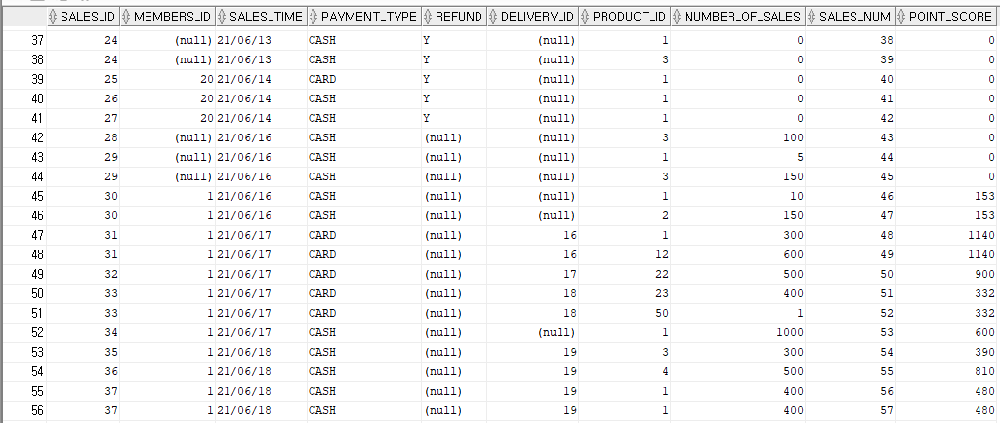 SALES_ID MEMBERS_ID SALES_TIME PAYMENT_TYPE REFUND DELIVERY_ID PRODUCT_ID NUMBER_OF_SALES SALES_NUM POINT_SCORE
37 24 (null) 21/06/13 CASH Y (null) 1 0 38 0
38 24 (null) 21/06/13 CASH Y (null) 3 0 39 0
39 25 20 21/06/14 CARD Y (null) 1 0 40 0
40 26 20 21/06/14 CASH Y (null) 1 0 41 0
41 27 20 21/06/14 CASH Y (null) 1 0 42 0
42 28 (null) 21/06/16 CASH (null) (null) 3 100 43 0
43 29 (null) 21/06/16 CASH (null) (null) 1 5 44 0
44 29 (null) 21/06/16 CASH (null) (null) 3 150 45 0
45 30 1 21/06/16 CASH (null) (null) 1 10 46 153
46 30 1 21/06/16 CASH (null) (null) 2 150 47 153
47 31 1 21/06/17 CARD (null) 16 1 300 48 1140
48 31 1 21/06/17 CARD (null) 16 12 600 49 1140
49 32 1 21/06/17 CARD (null) 17 22 500 50 900
50 33 1 21/06/17 CARD (null) 18 23 400 51 332
51 33 1 21/06/17 CARD (null) 18 50 1 52 332
52 34 1 21/06/17 CASH (null) (null) 1 1000 53 600
53 35 1 21/06/18 CASH (null) 19 3 300 54 390
54 36 1 21/06/18 CASH (null) 19 4 500 55 810
55 37 1 21/06/18 CASH (null) 19 1 400 56 480
56 37 1 21/06/18 CASH (null) 19 1 400 57 480